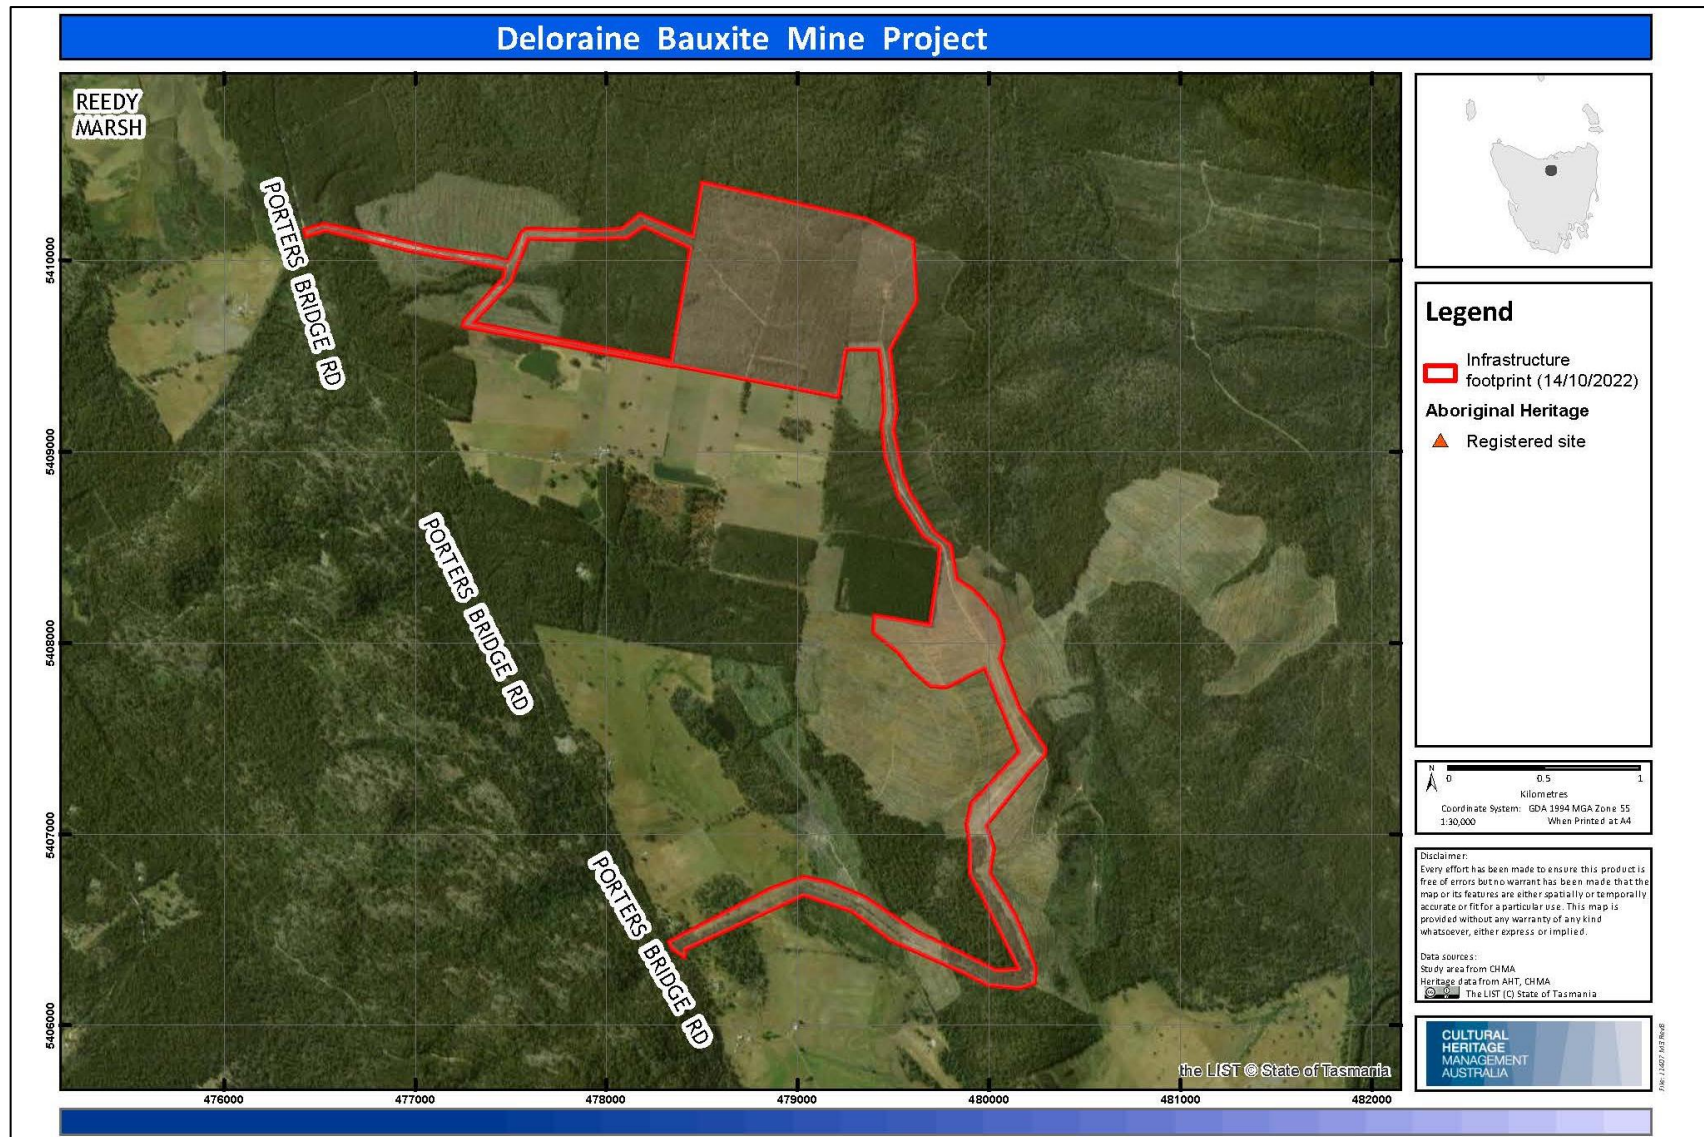 Deloraine Bauxite Mine Project
REEDY
MARSH
PORTERS BRIDGE RD
PORTERS BRIDGE RD
PORTERS BRIDGE RD
5410000
5409000
5408000
5407000
5406000
476000
477000
478000
479000
480000
481000
482000
the LIST © State of Tasmania
Legend
Infrastructure
footprint (14/10/2022)
Aboriginal Heritage
Registered site
N
0 0.5 1
Kilometres
Coordinate System: GDA 1994 MGA Zone 55
1:30,000 When Printed at A4
Disclaimer:
Every effort has been made to ensure this product is
free of errors but no warrant has been made that the
map or its features are either spatially or temporally
accurate or fit for a particular use. This map is
provided without any warranty of any kind
whatsoever, either express or implied.
Data sources:
Study area from CHMA
Heritage data from AHT, CHMA
The LIST (C) State of Tasmania
CULTURAL
HERITAGE
MANAGEMENT
AUSTRALIA